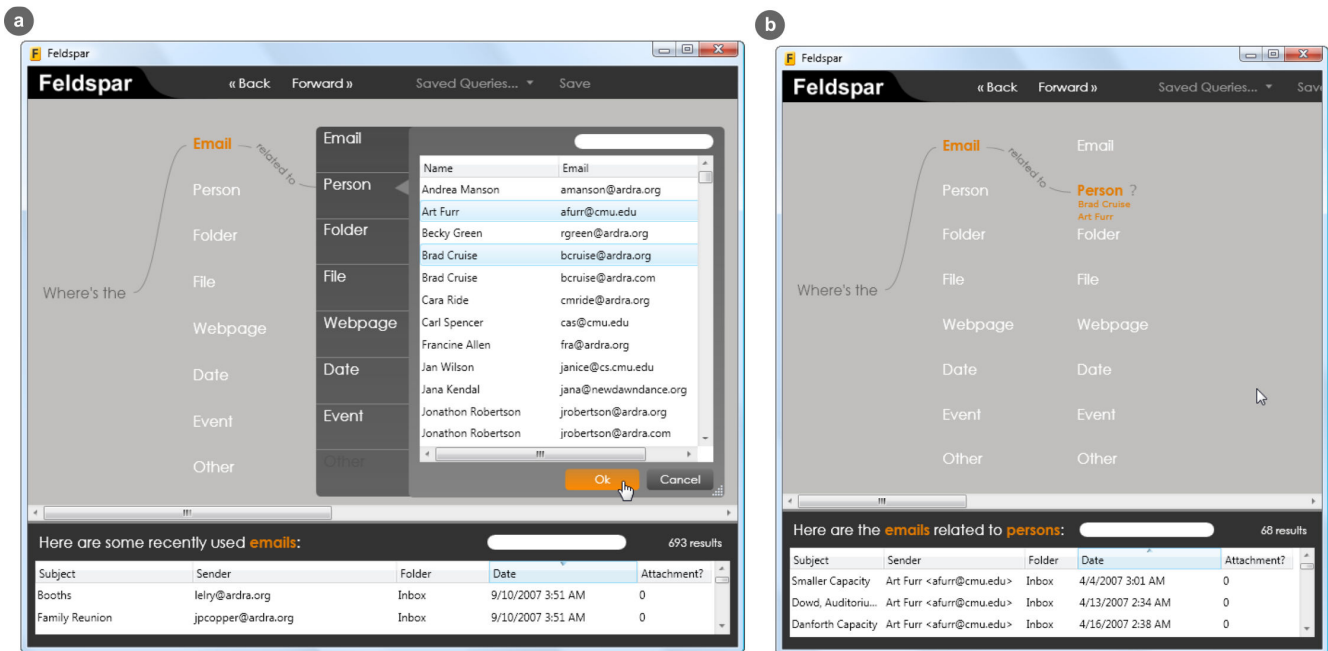 a
Feldspar
Feldspar « Back Forward » Saved Queries... Save
Where's the
Email
Person
Folder
File
Webpage
Date
Event
Other
related to
Email
Person
Folder
File
Webpage
Date
Event
Other
Name Email
Andrea Manson amanson@ardra.org
Art Furr afurr@cmu.edu
Becky Green rgreen@ardra.org
Brad Cruise bcruise@ardra.org
Brad Cruise bcruise@ardra.com
Cara Ride cmride@ardra.org
Carl Spencer cas@cmu.edu
Francine Allen fra@ardra.org
Jan Wilson janice@cs.cmu.edu
Jana Kendal jana@newdawndance.org
Jonathon Robertson jrobertson@ardra.org
Jonathon Robertson jrobertson@ardra.com
Ok Cancel
Here are some recently used emails: 693 results
Subject Sender Folder Date Attachment?
Booths lelry@ardra.org Inbox 9/10/2007 3:51 AM 0
Family Reunion jpcopper@ardra.org Inbox 9/10/2007 3:51 AM 0
b
Feldspar
Feldspar « Back Forward » Saved Queries... Sav
Where's the
Email
Person
Folder
File
Webpage
Date
Event
Other
related to
Email
Person ?
Brad Cruise
Art Furr
Folder
File
Webpage
Date
Event
Other
Here are the emails related to persons: 68 results
Subject Sender Folder Date Attachment?
Smaller Capacity Art Furr <afurr@cmu.edu> Inbox 4/4/2007 3:01 AM 0
Dowd, Auditoriu... Art Furr <afurr@cmu.edu> Inbox 4/13/2007 2:34 AM 0
Danforth Capacity Art Furr <afurr@cmu.edu> Inbox 4/16/2007 2:38 AM 0